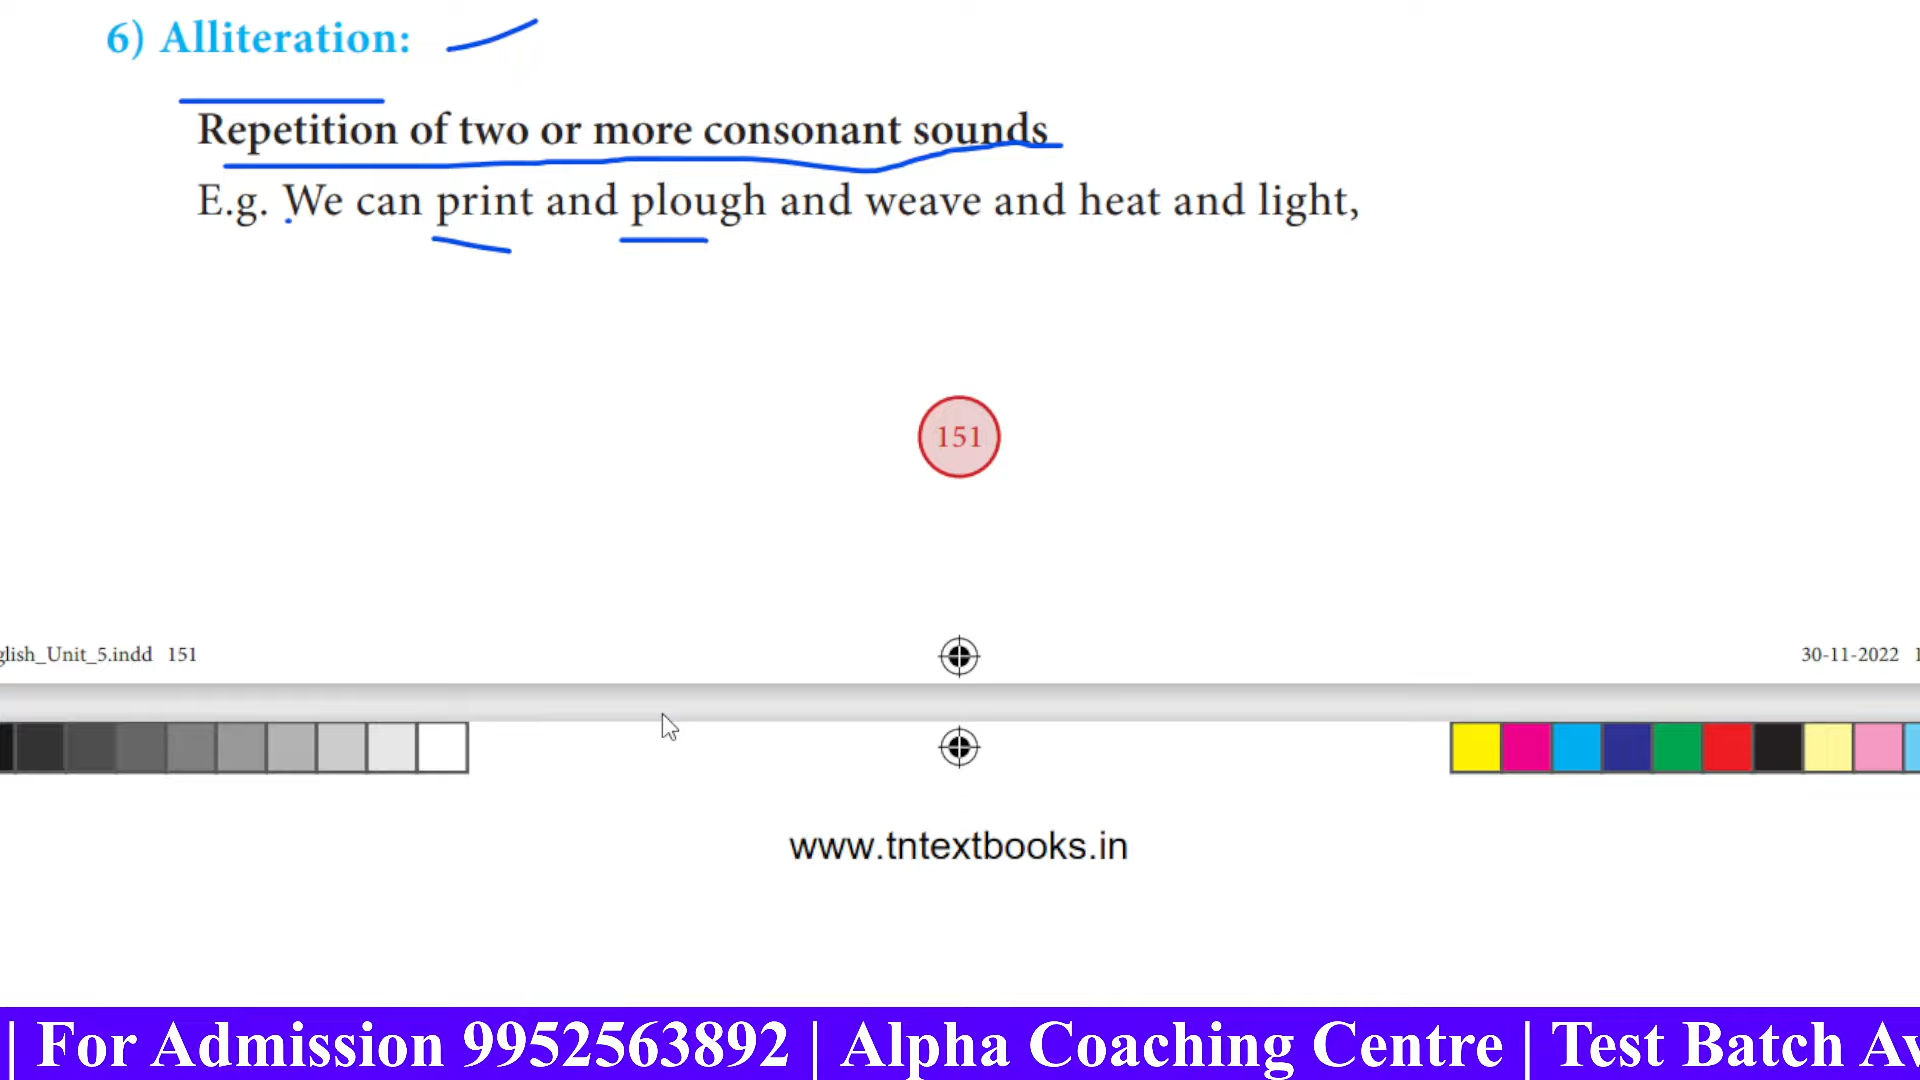 6) Alliteration:
Repetition of two or more consonant sounds
E.g. We can print and plough and weave and heat and light,
151
glish_Unit_5.indd 151
30-11-2022 1
www.tntextbooks.in
| For Admission 9952563892 | Alpha Coaching Centre | Test Batch Av